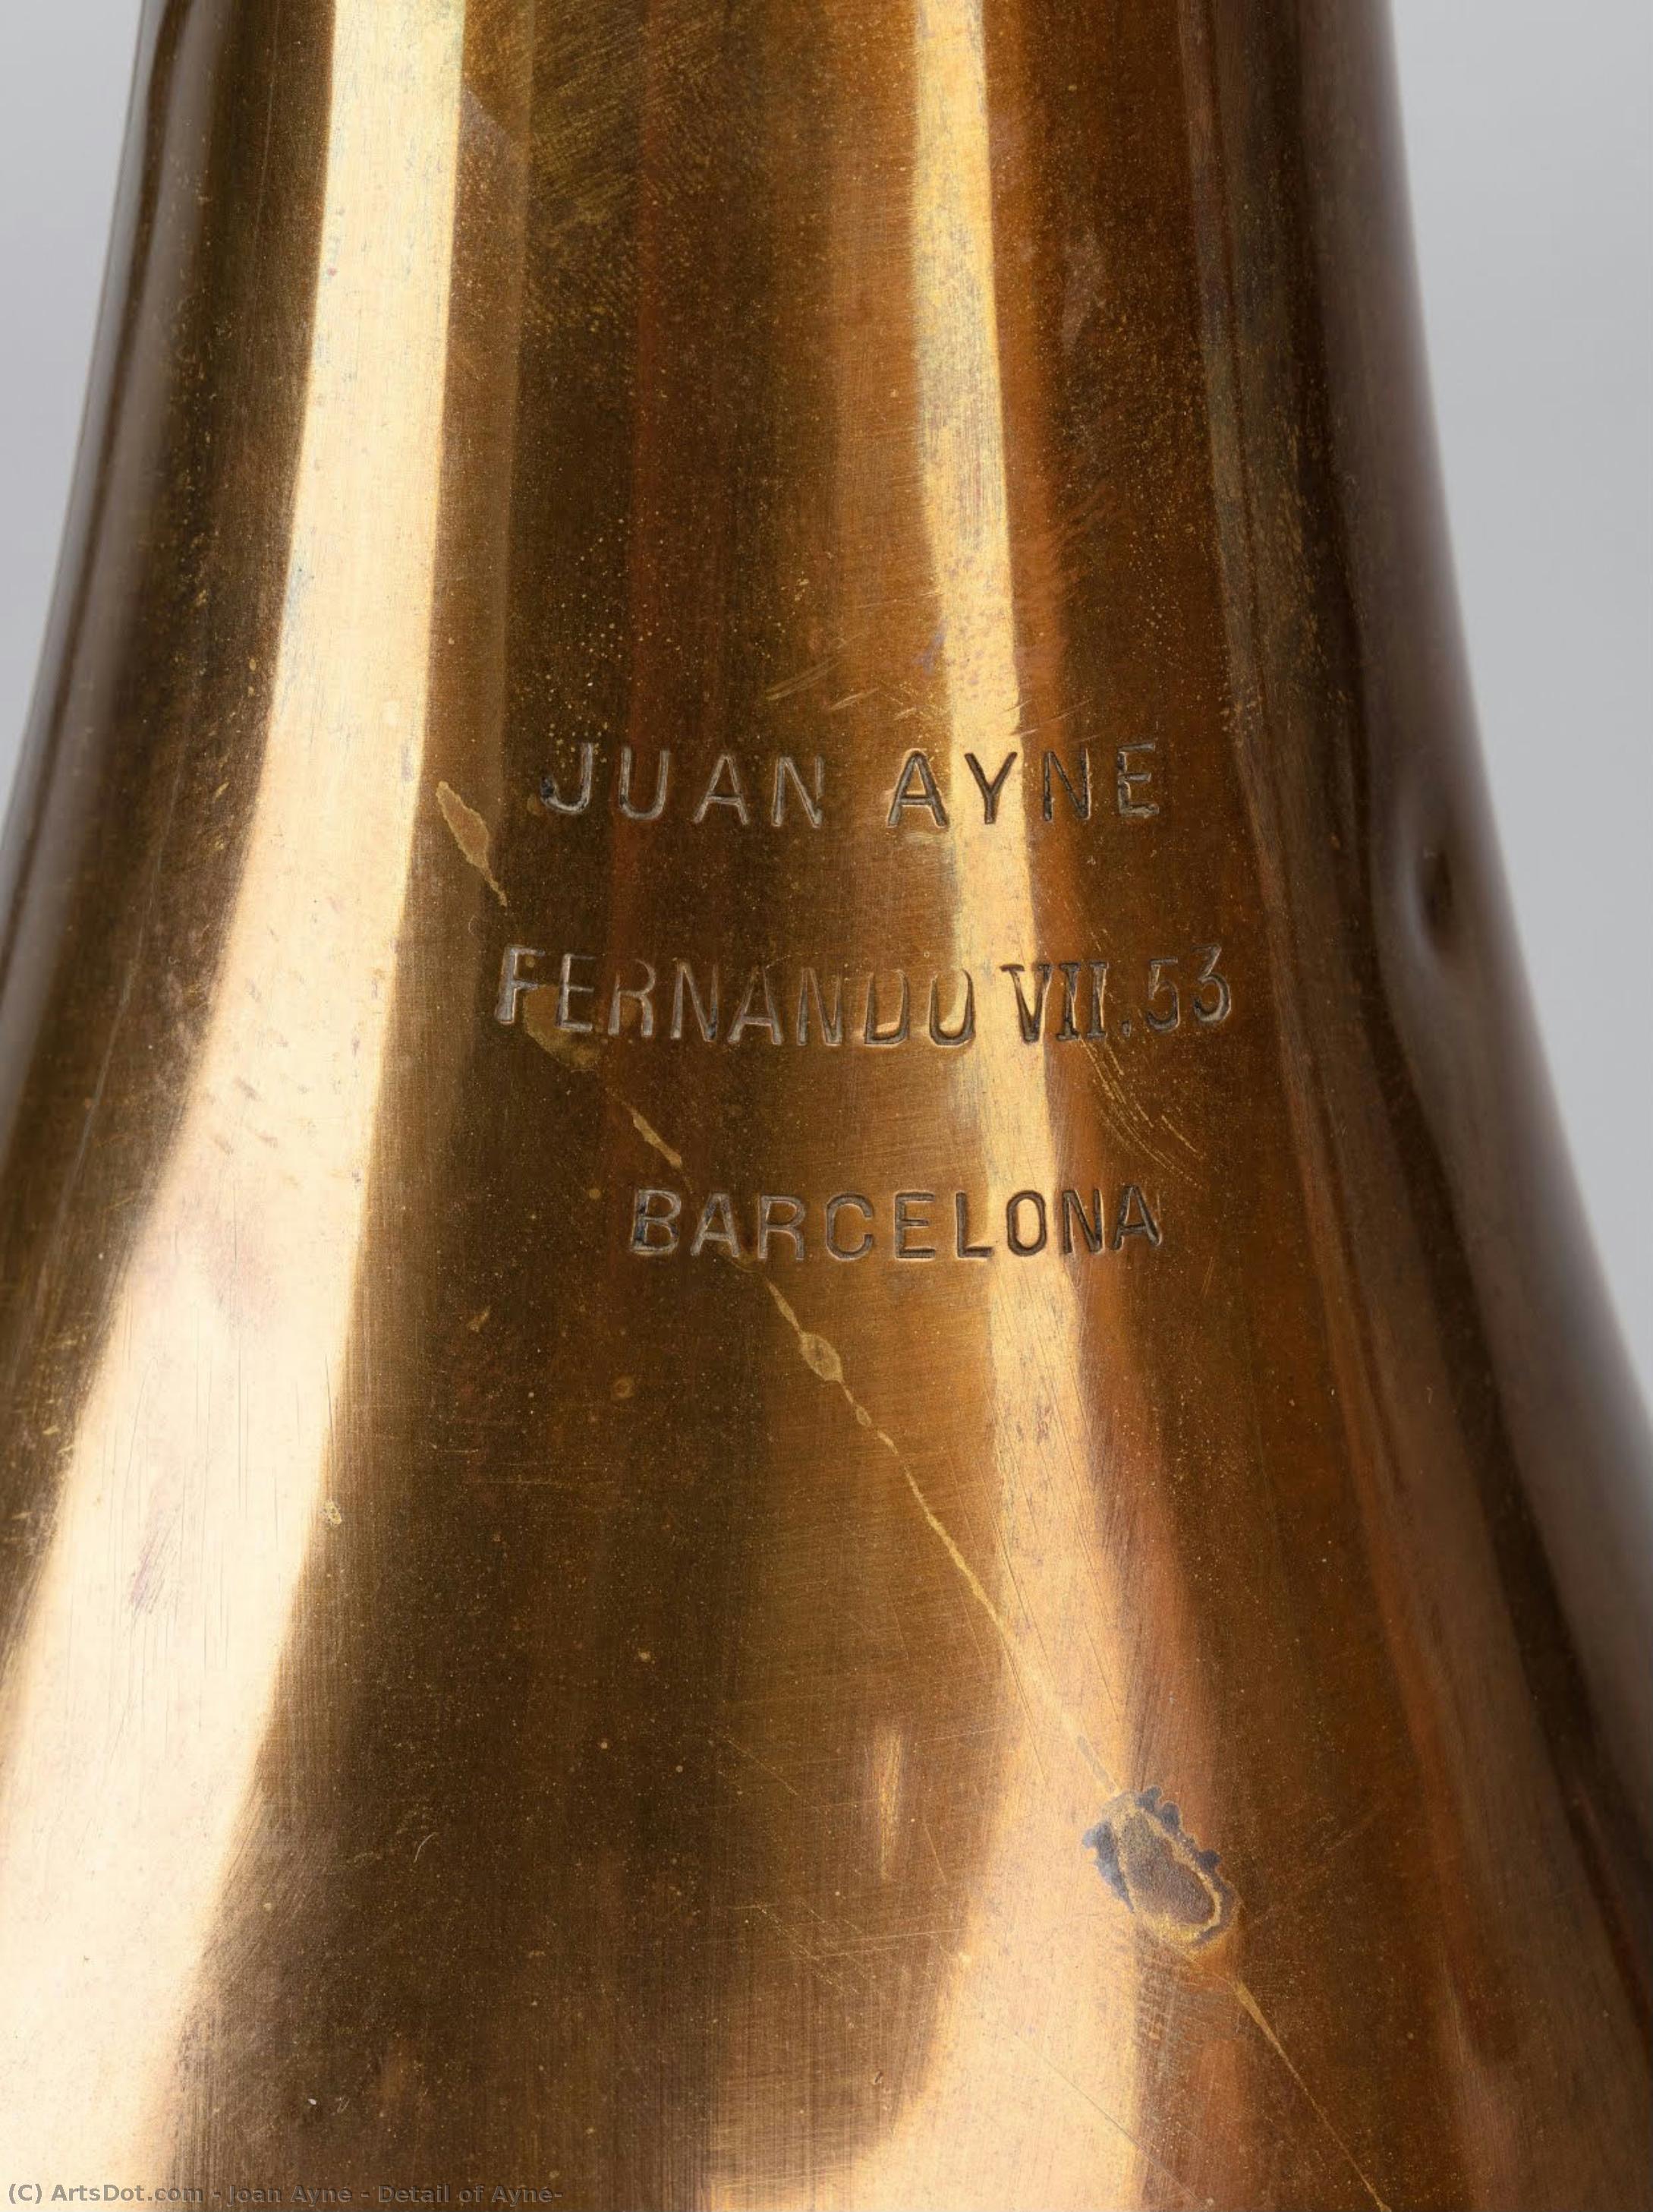 JUAN AYNE
FERNANDO VII.53
BARCELONA
(C) ArtsDot.com - Joan Ayné - Detail of Ayné-